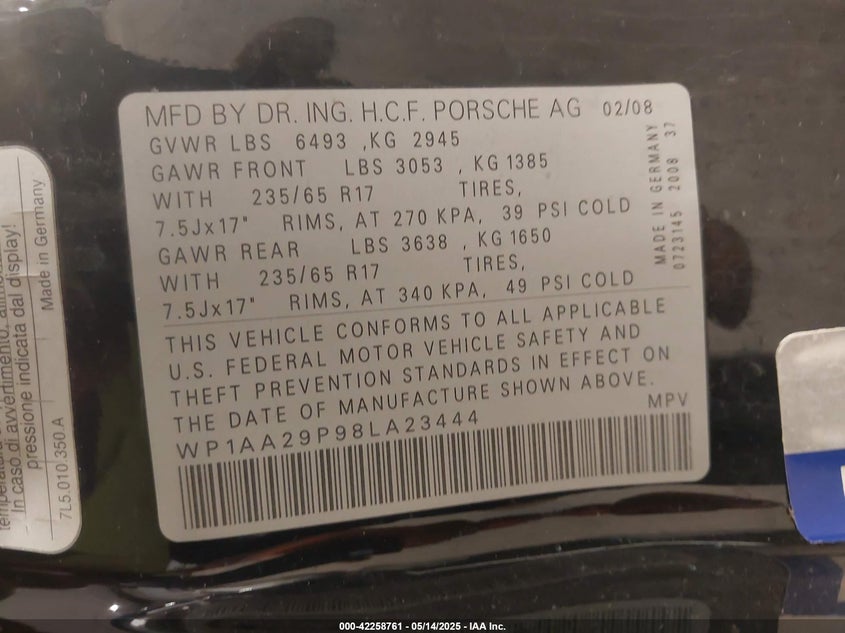 MFD BY DR. ING. H.C.F. PORSCHE AG 02/08
GVWR LBS 6493 ,KG 2945
GAWR FRONT LBS 3053 , KG 1385
WITH 235/65 R17 TIRES,
7.5Jx17" RIMS, AT 270 KPA, 39 PSI COLD
GAWR REAR LBS 3638 , KG 1650
WITH 235/65 R17 TIRES,
7.5Jx17" RIMS, AT 340 KPA, 49 PSI COLD
THIS VEHICLE CONFORMS TO ALL APPLICABLE
U.S. FEDERAL MOTOR VEHICLE SAFETY AND
THEFT PREVENTION STANDARDS IN EFFECT ON
THE DATE OF MANUFACTURE SHOWN ABOVE.
MPV
WP1AA29P98LA23444
MADE IN GERMANY
0723145 2008 37
In caso di avvertimento,
pressione indicata dal display!
Made in Germany
7L5.010.350.A
000-42258761 - 05/14/2025 - IAA Inc.